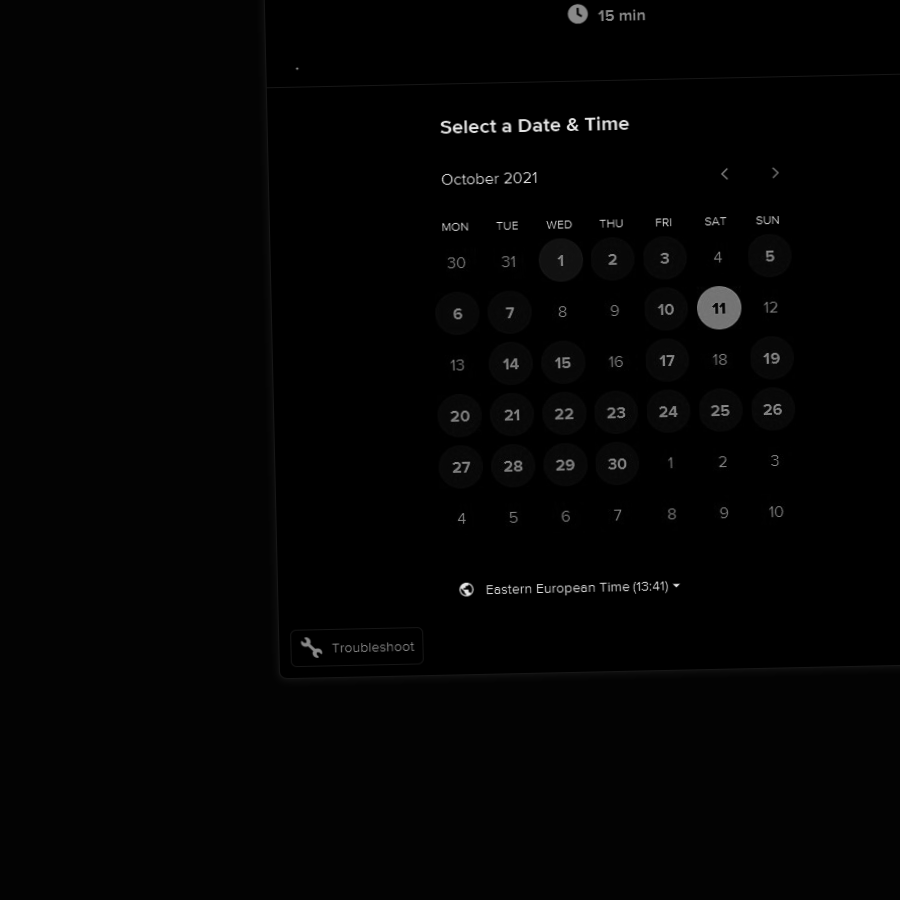 15 min
Select a Date & Time
October 2021
MON TUE WED THU FRI SAT SUN
30 31 1 2 3 4 5
6 7 8 9 10 11 12
13 14 15 16 17 18 19
20 21 22 23 24 25 26
27 28 29 30 1 2 3
4 5 6 7 8 9 10
Eastern European Time (13:41)
Troubleshoot